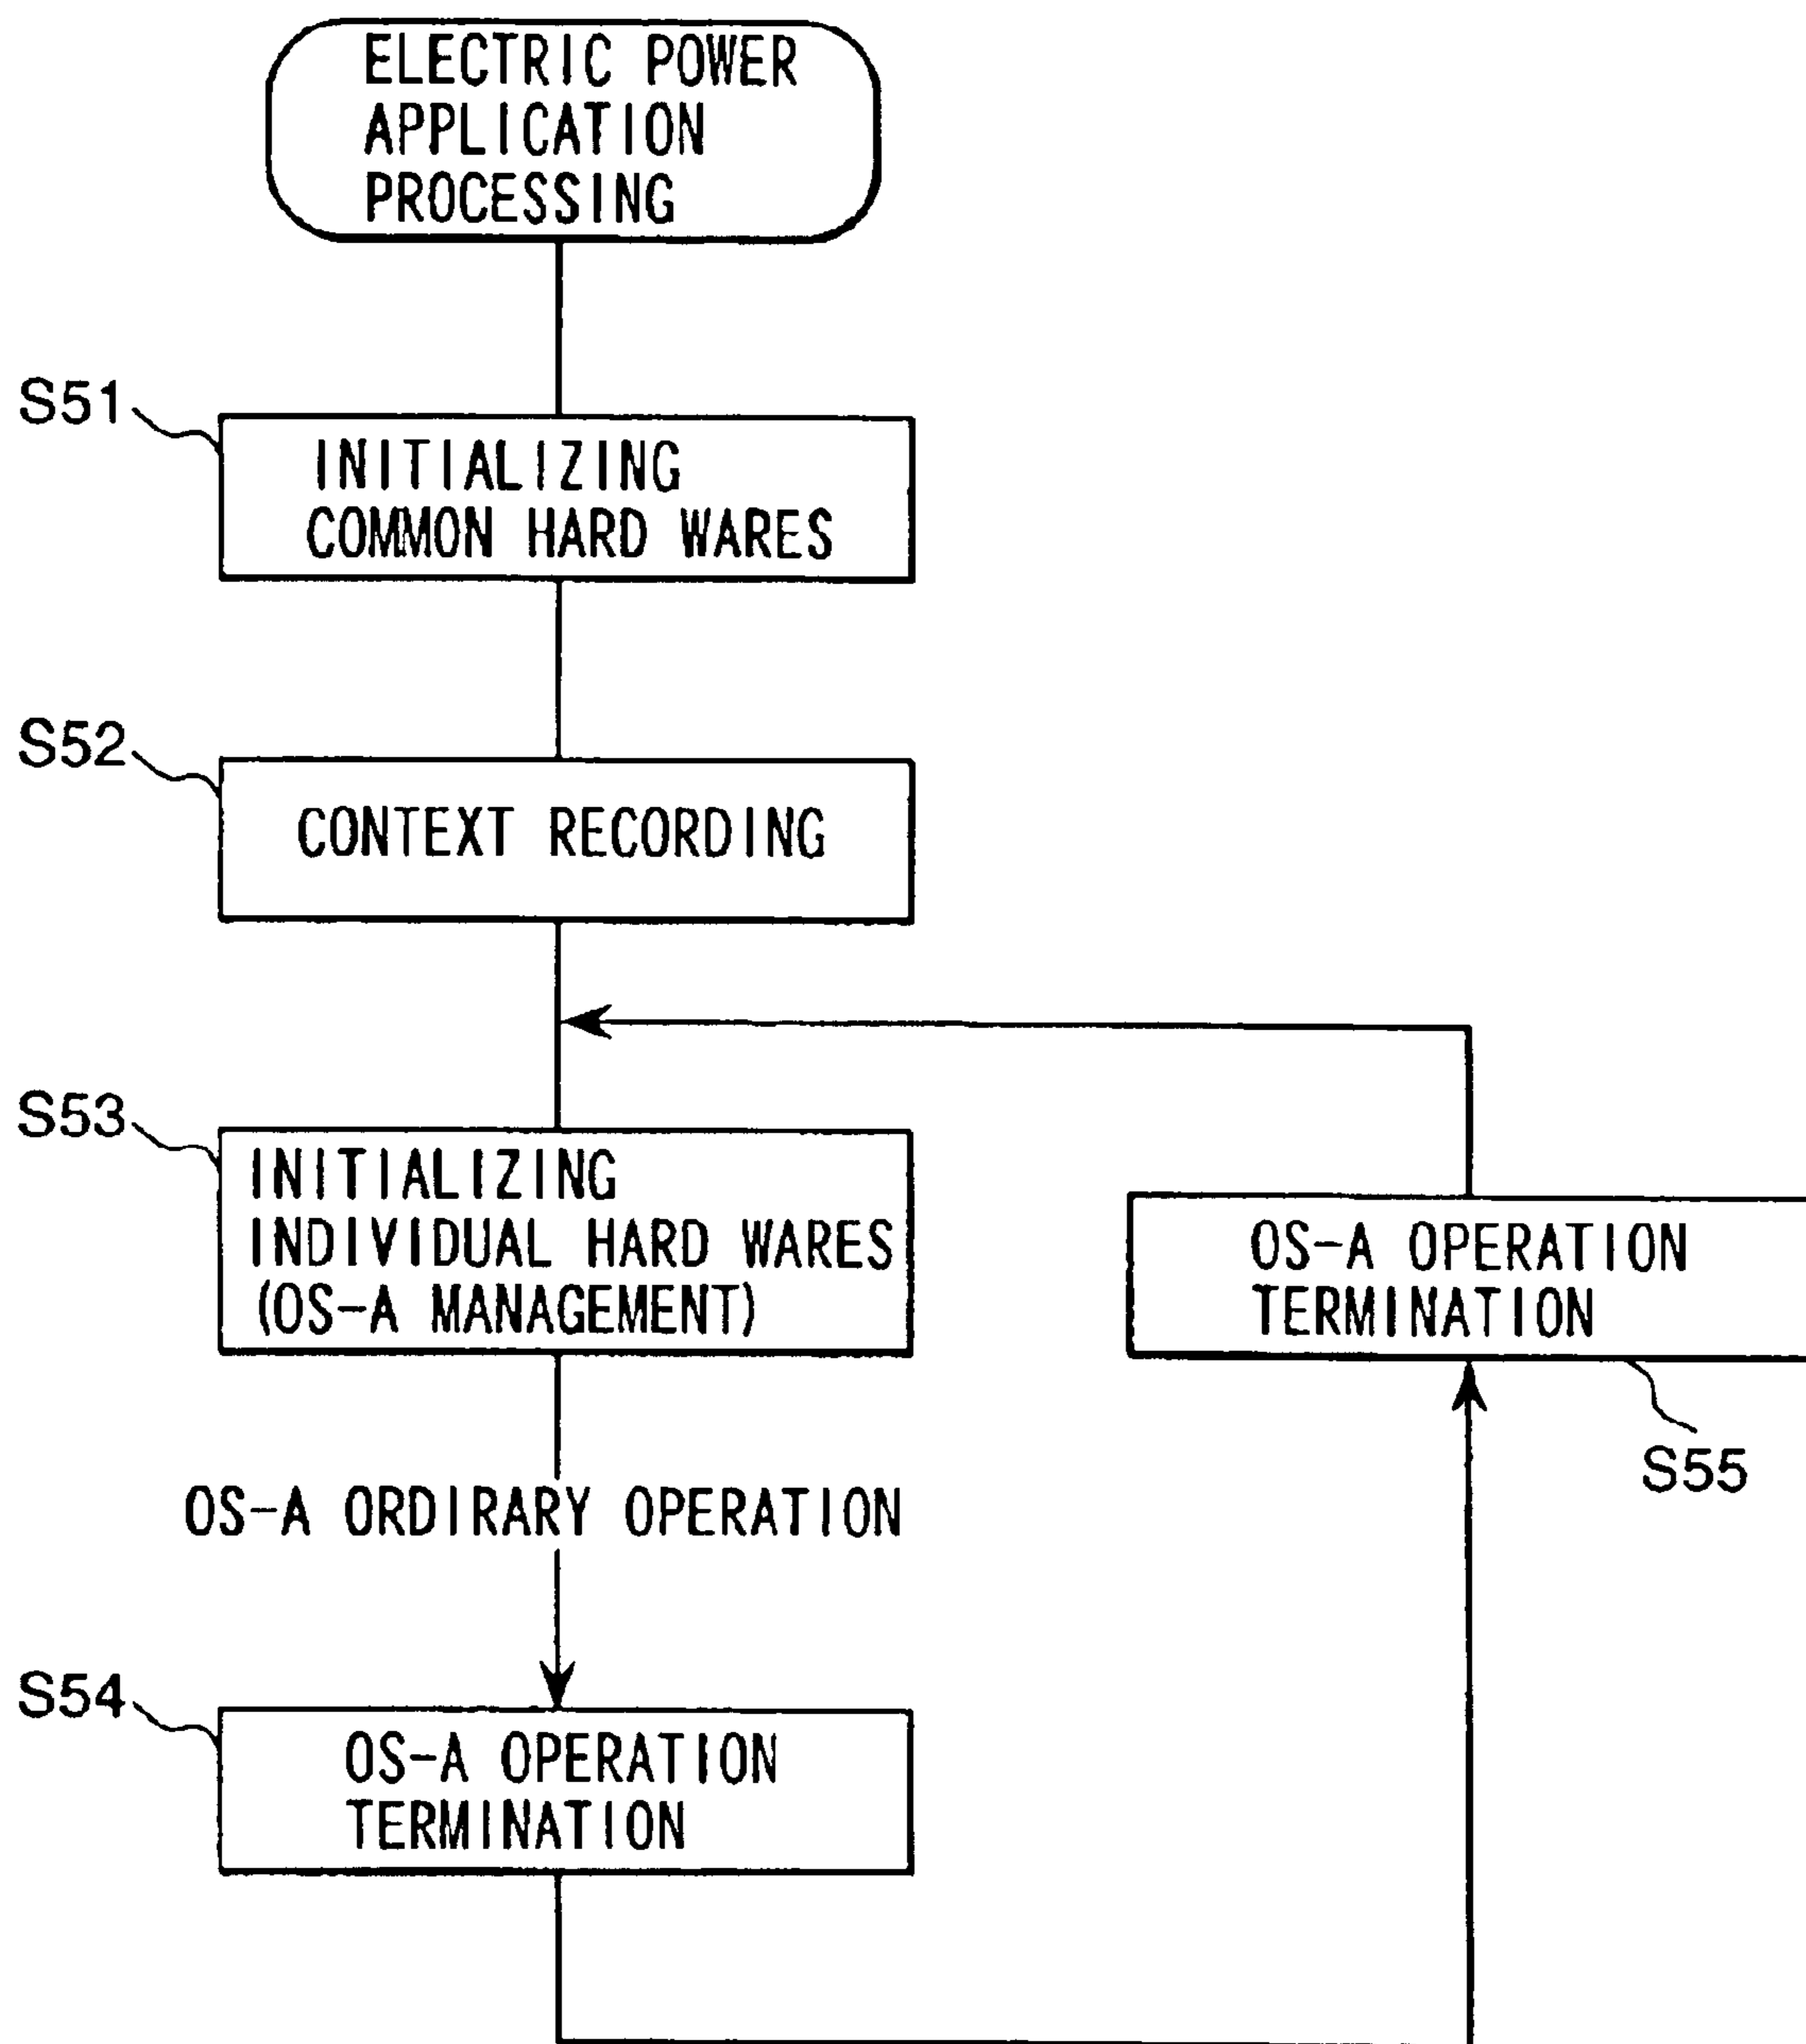 ELECTRIC POWER
APPLICATION
PROCESSING
S51
INITIALIZING
COMMON HARD WARES
S52
CONTEXT RECORDING
S53
INITIALIZING
INDIVIDUAL HARD WARES
(OS-A MANAGEMENT)
OS-A OPERATION
TERMINATION
S55
OS-A ORDIRARY OPERATION
S54
OS-A OPERATION
TERMINATION